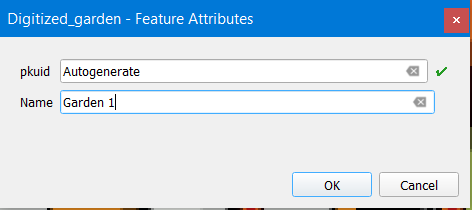 Digitized_garden - Feature Attributes
pkuid Autogenerate
Name Garden 1
OK Cancel